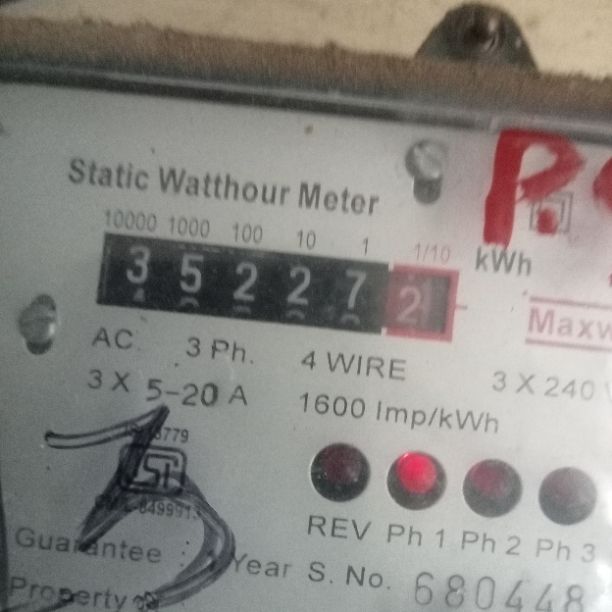 Static Watthour Meter
10000 1000 100 10 1 1/10
3 5 2 2 7 2 kWh
AC 3 Ph. 4 WIRE
3 X 5-20 A 1600 Imp/kWh 3 X 240
REV Ph 1 Ph 2 Ph 3
Guarantee : Year S. No. 680448
Property